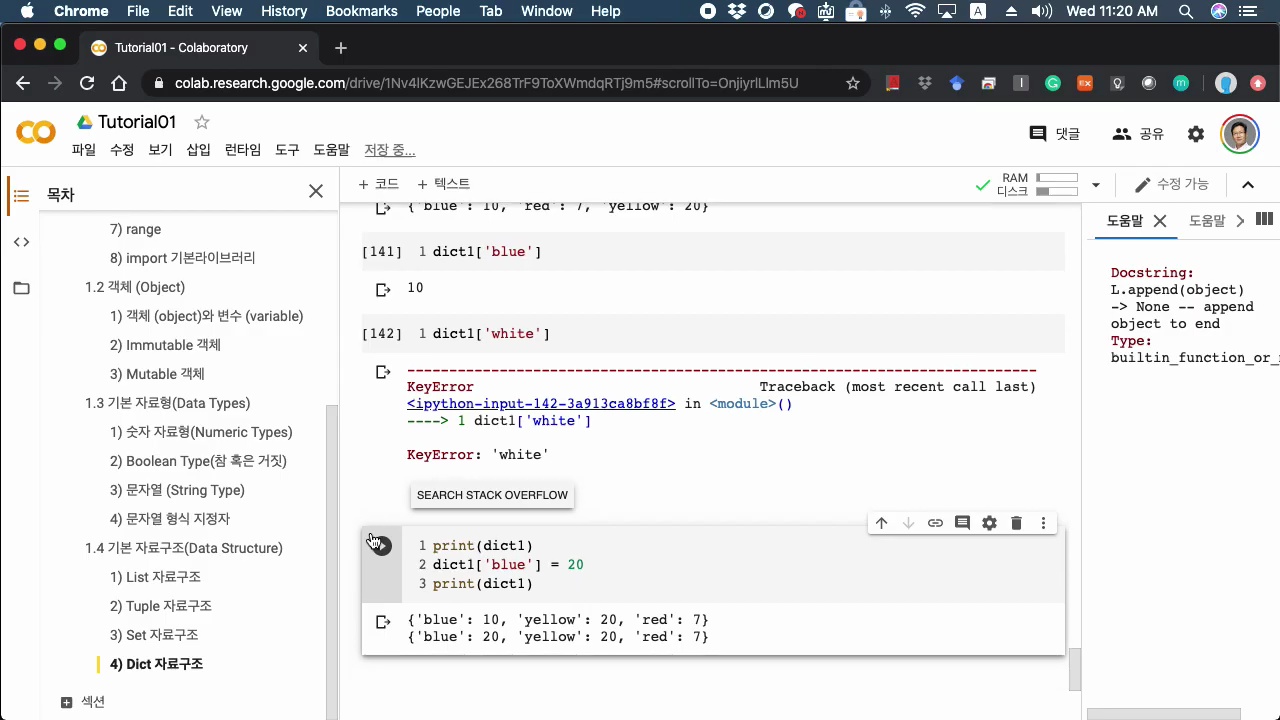 Chrome File Edit View History Bookmarks People Tab Window Help A Wed 11:20 AM
Tutorial01 - Colaboratory
colab.research.google.com/drive/1Nv4lKzwGEJEx268TrF9ToXWmdqRTj9m5#scrollTo=OnjiyrlLlm5U
Tutorial01
댓글 공유
파일 수정 보기 삽입 런타임 도구 도움말 저장 중...
+ 코드 + 텍스트
RAM
디스크
수정 가능
목차
7) range
8) import 기본라이브러리
1.2 객체 (Object)
1) 객체 (object)와 변수 (variable)
2) Immutable 객체
3) Mutable 객체
1.3 기본 자료형(Data Types)
1) 숫자 자료형(Numeric Types)
2) Boolean Type(참 혹은 거짓)
3) 문자열 (String Type)
4) 문자열 형식 지정자
1.4 기본 자료구조(Data Structure)
1) List 자료구조
2) Tuple 자료구조
3) Set 자료구조
4) Dict 자료구조
섹션
{'blue': 10, 'red': 7, 'yellow': 20}
[141] 1 dict1['blue']
10
[142] 1 dict1['white']
---------------------------------------------------------------------------
KeyError Traceback (most recent call last)
<ipython-input-142-3a913ca8bf8f> in <module>()
----> 1 dict1['white']
KeyError: 'white'
SEARCH STACK OVERFLOW
1 print(dict1)
2 dict1['blue'] = 20
3 print(dict1)
{'blue': 10, 'yellow': 20, 'red': 7}
{'blue': 20, 'yellow': 20, 'red': 7}
도움말 도움말
Docstring:
L.append(object)
-> None -- append
object to end
Type:
builtin_function_or_